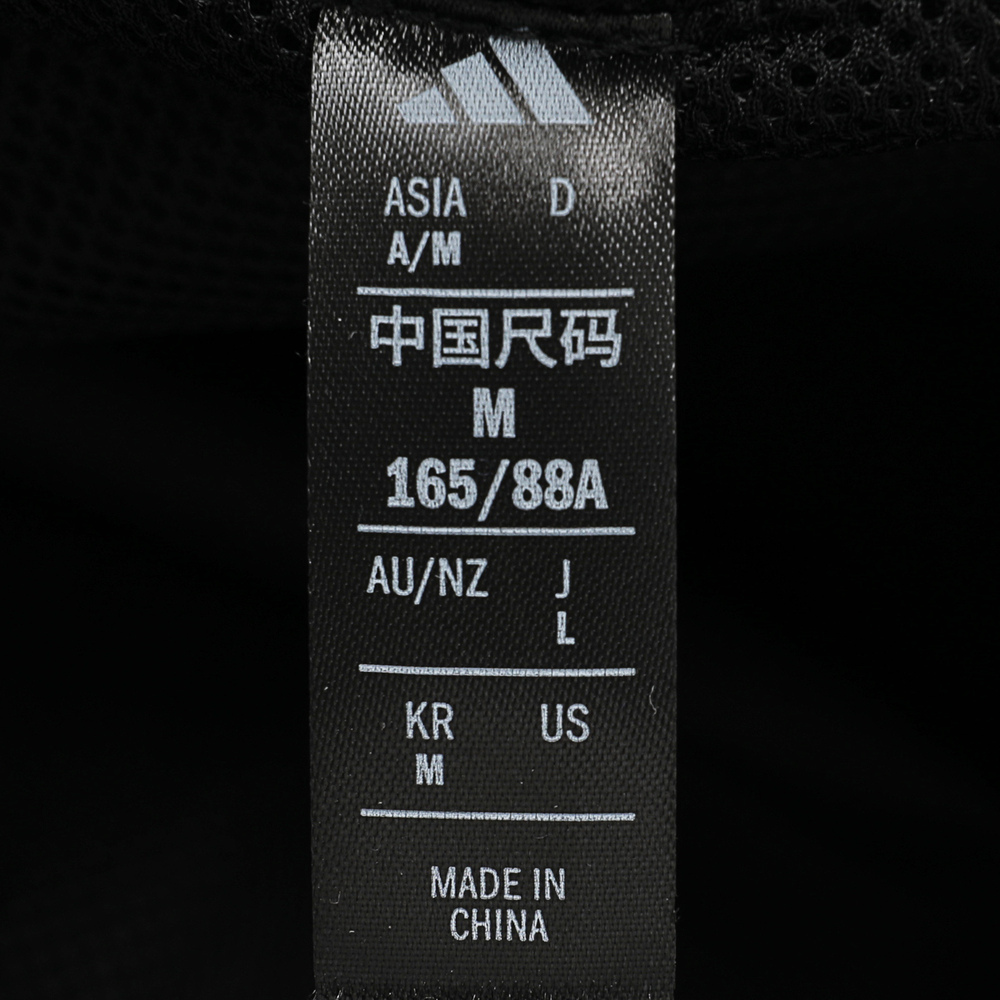 ASIA D
A/M
中国尺码
M
165/88A
AU/NZ J
L
KR US
M
MADE IN
CHINA